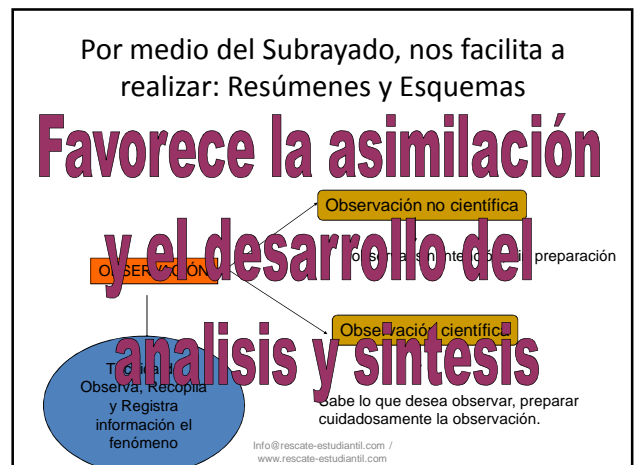 Por medio del Subrayado, nos facilita a
realizar: Resúmenes y Esquemas
Favorece la asimilación
y el desarrollo del
analisis y sintesis
Observación no científica
preparación
OBSERVACIÓN
Observación científica
Observa, Recopila
y Registra
información el
fenómeno
Sabe lo que desea observar, preparar
cuidadosamente la observación.
Info@rescate-estudiantil.com /
www.rescate-estudiantil.com